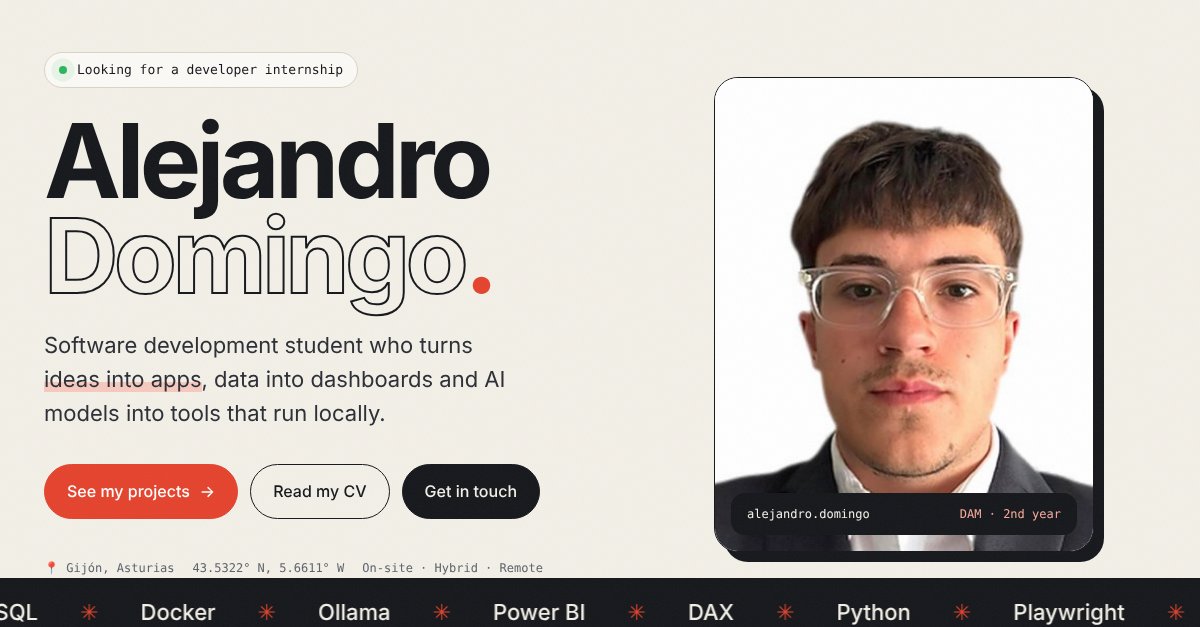 Looking for a developer internship
Alejandro
Domingo.
Software development student who turns
ideas into apps, data into dashboards and AI
models into tools that run locally.
See my projects →
Read my CV
Get in touch
Gijón, Asturias 43.5322° N, 5.6611° W On-site · Hybrid · Remote
alejandro.domingo
DAM · 2nd year
SQL ✳ Docker ✳ Ollama ✳ Power BI ✳ DAX ✳ Python ✳ Playwright ✳